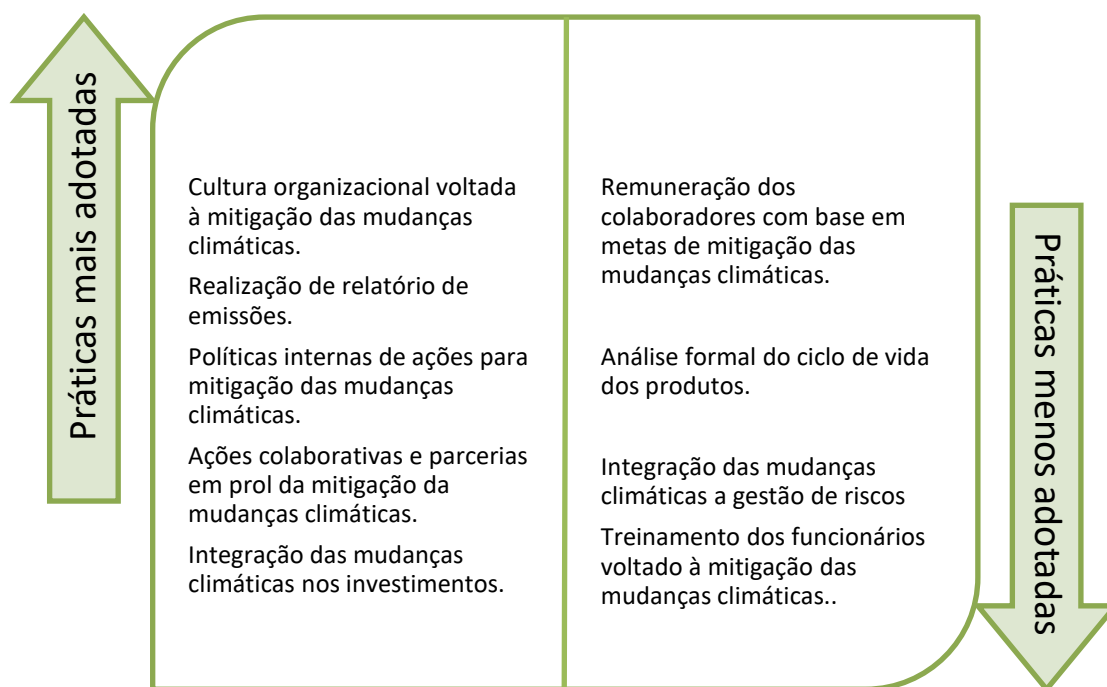 Práticas mais adotadas
Cultura organizacional voltada
à mitigação das mudanças
climáticas.
Realização de relatório de
emissões.
Políticas internas de ações para
mitigação das mudanças
climáticas.
Ações colaborativas e parcerias
em prol da mitigação da
mudanças climáticas.
Integração das mudanças
climáticas nos investimentos.
Remuneração dos
colaboradores com base em
metas de mitigação das
mudanças climáticas.
Análise formal do ciclo de vida
dos produtos.
Integração das mudanças
climáticas a gestão de riscos
Treinamento dos funcionários
voltado à mitigação das
mudanças climáticas..
Práticas menos adotadas